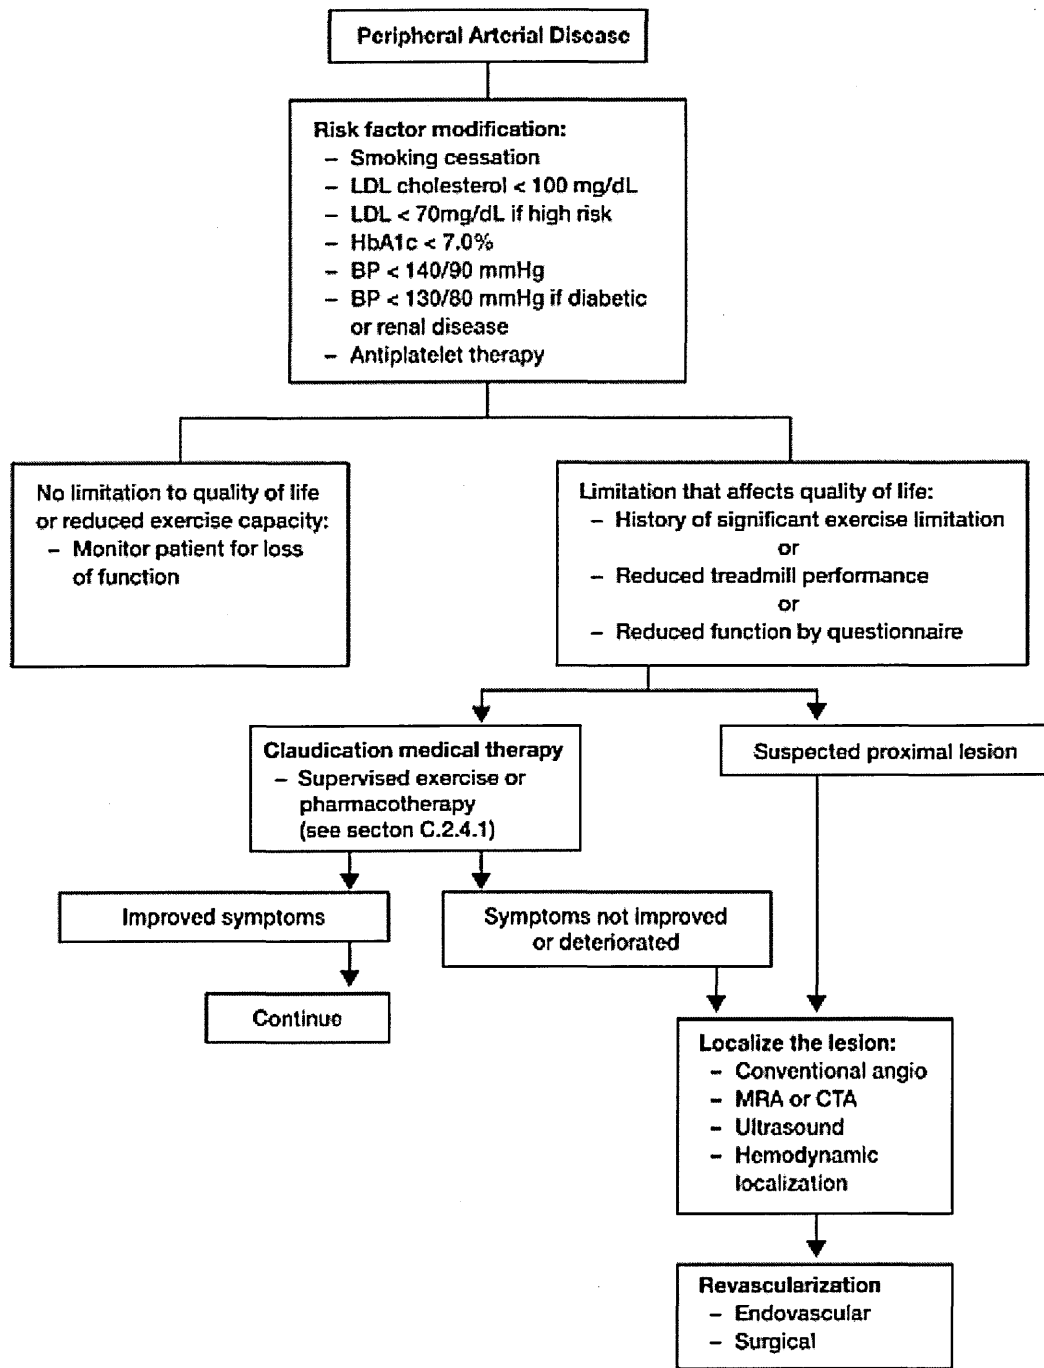 Peripheral Arterial Disease
Risk factor modification:
– Smoking cessation
– LDL cholesterol < 100 mg/dL
– LDL < 70mg/dL if high risk
– HbA1c < 7.0%
– BP < 140/90 mmHg
– BP < 130/80 mmHg if diabetic
or renal disease
– Antiplatelet therapy
No limitation to quality of life
or reduced exercise capacity:
– Monitor patient for loss
of function
Limitation that affects quality of life:
– History of significant exercise limitation
or
– Reduced treadmill performance
or
– Reduced function by questionnaire
Claudication medical therapy
– Supervised exercise or
pharmacotherapy
(see secton C.2.4.1)
Suspected proximal lesion
Improved symptoms
Symptoms not improved
or deteriorated
Continue
Localize the lesion:
– Conventional angio
– MRA or CTA
– Ultrasound
– Hemodynamic
localization
Revascularization
– Endovascular
– Surgical